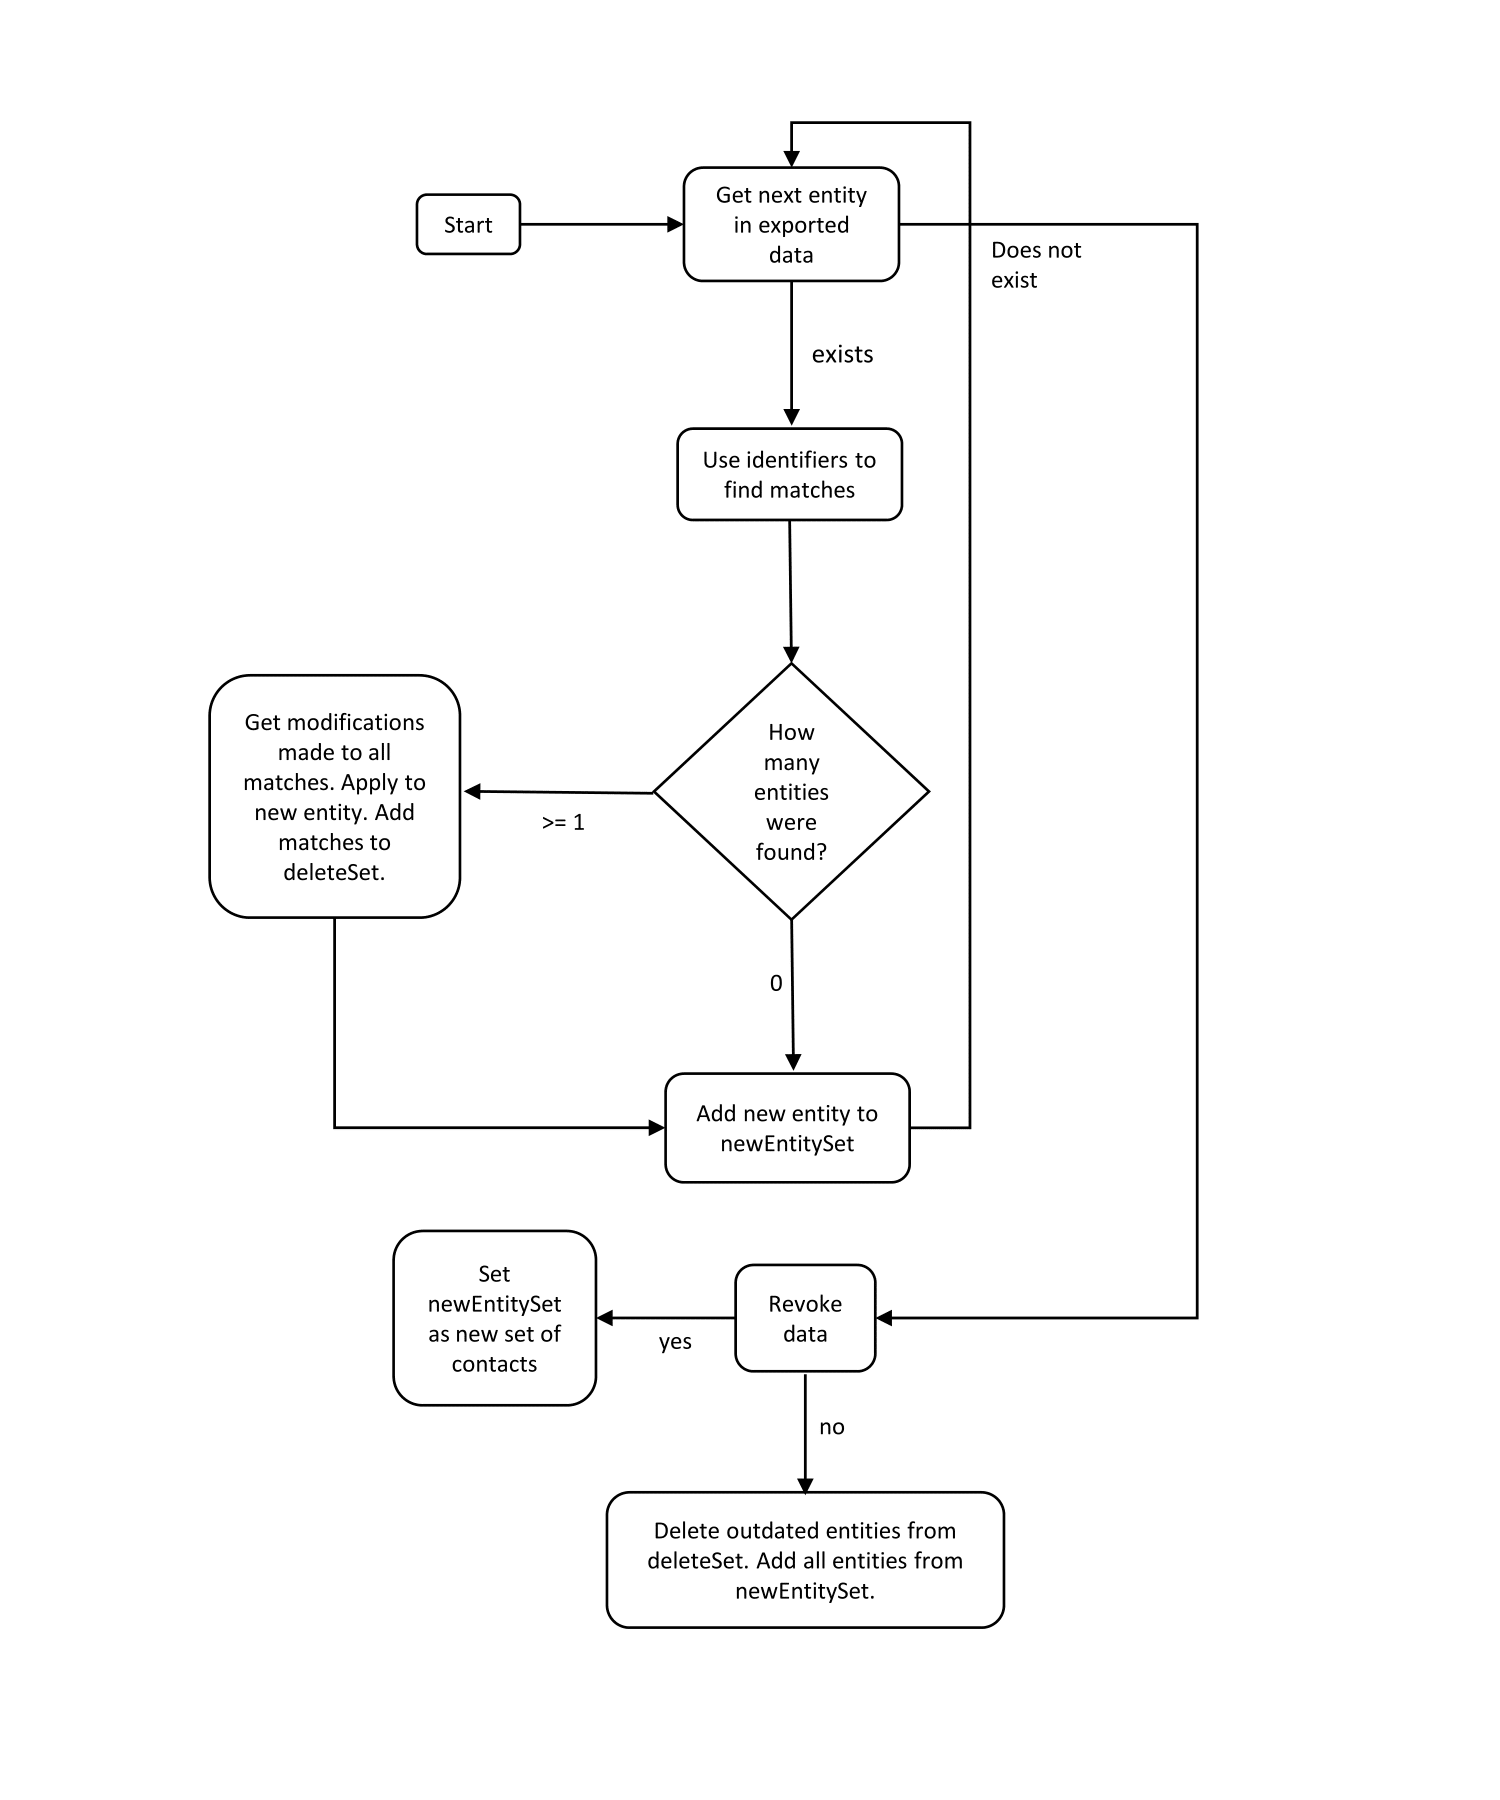 Start
Get next entity
in exported
data
Does not
exist
exists
Use identifiers to
find matches
How
many
entities
were
found?
>= 1
Get modifications
made to all
matches. Apply to
new entity. Add
matches to
deleteSet.
0
Add new entity to
newEntitySet
Revoke
data
yes
Set
newEntitySet
as new set of
contacts
no
Delete outdated entities from
deleteSet. Add all entities from
newEntitySet.